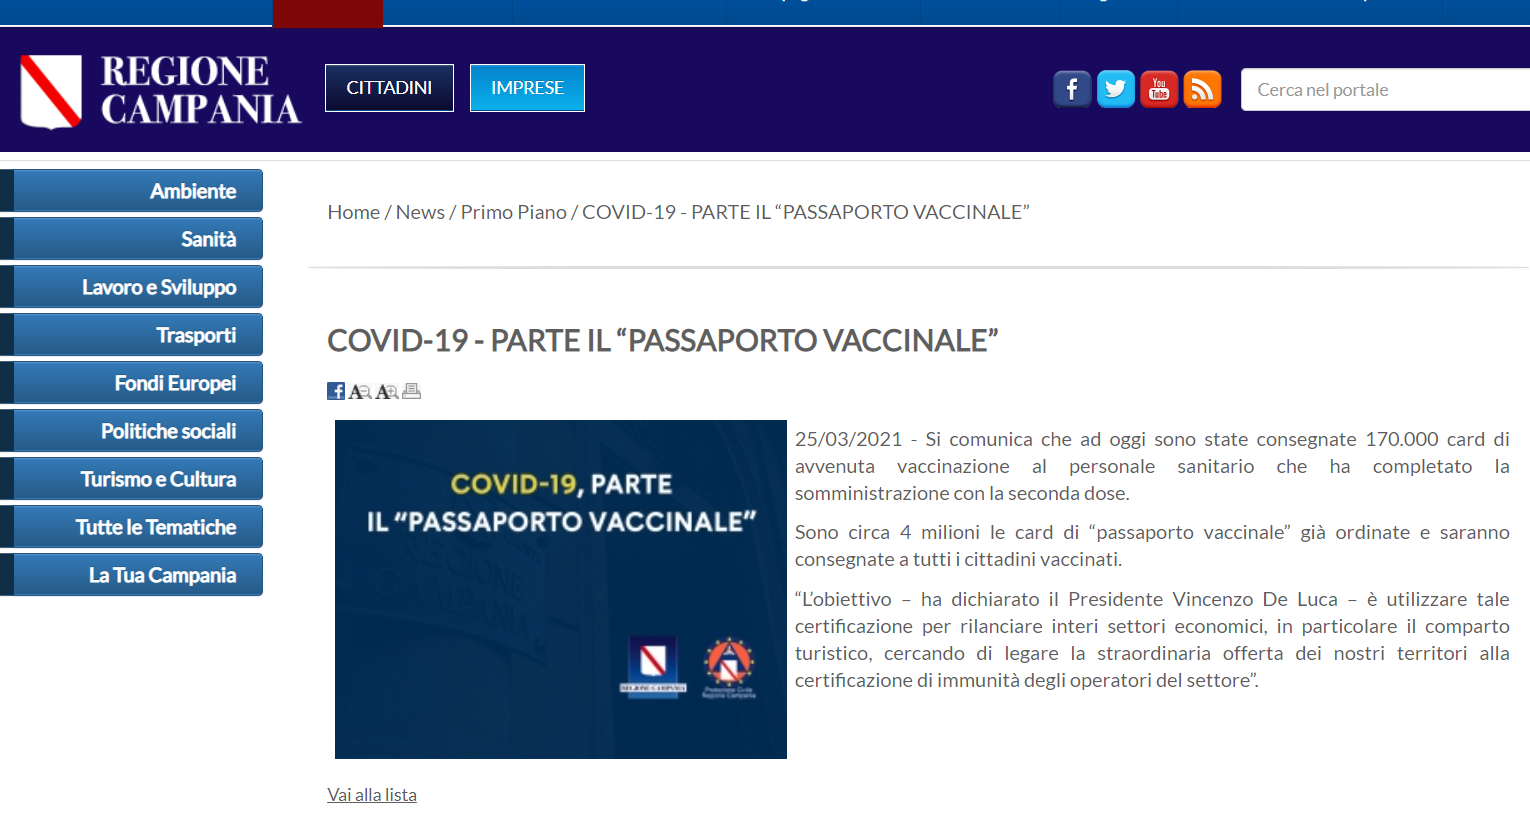 REGIONE
CAMPANIA
CITTADINI
IMPRESE
You
Tube
Cerca nel portale
Ambiente
Sanità
Lavoro e Sviluppo
Trasporti
Fondi Europei
Politiche sociali
Turismo e Cultura
Tutte le Tematiche
La Tua Campania
Home / News / Primo Piano / COVID-19 - PARTE IL “PASSAPORTO VACCINALE”
COVID-19 - PARTE IL “PASSAPORTO VACCINALE”
COVID-19, PARTE
IL “PASSAPORTO VACCINALE”
REGIONE
CAMPANIA
REGIONE CAMPANIA
Protezione Civile
Regione Campania
25/03/2021 - Si comunica che ad oggi sono state consegnate 170.000 card di
avvenuta vaccinazione al personale sanitario che ha completato la
somministrazione con la seconda dose.
Sono circa 4 milioni le card di “passaporto vaccinale” già ordinate e saranno
consegnate a tutti i cittadini vaccinati.
“L’obiettivo – ha dichiarato il Presidente Vincenzo De Luca – è utilizzare tale
certificazione per rilanciare interi settori economici, in particolare il comparto
turistico, cercando di legare la straordinaria offerta dei nostri territori alla
certificazione di immunità degli operatori del settore”.
Vai alla lista